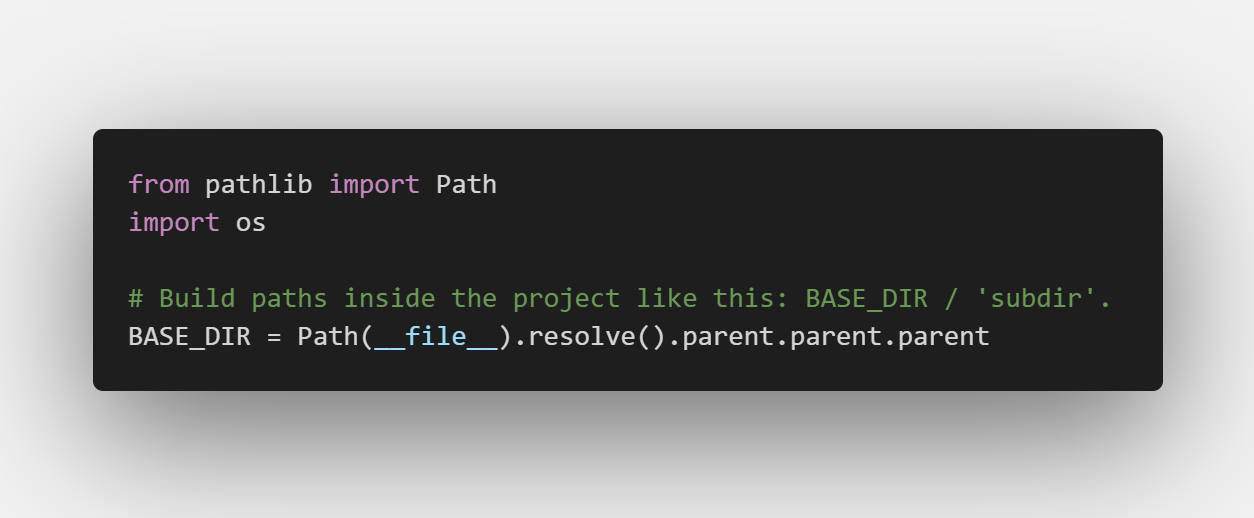 from pathlib import Path
import os
# Build paths inside the project like this: BASE_DIR / 'subdir'.
BASE_DIR = Path(__file__).resolve().parent.parent.parent